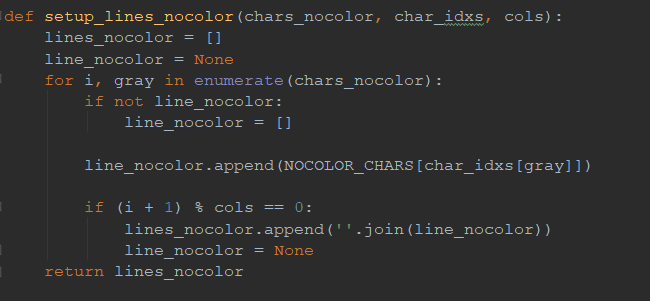 def setup_lines_nocolor(chars_nocolor, char_idxs, cols):
    lines_nocolor = []
    line_nocolor = None
    for i, gray in enumerate(chars_nocolor):
        if not line_nocolor:
            line_nocolor = []

        line_nocolor.append(NOCOLOR_CHARS[char_idxs[gray]])

        if (i + 1) % cols == 0:
            lines_nocolor.append(''.join(line_nocolor))
            line_nocolor = None
    return lines_nocolor